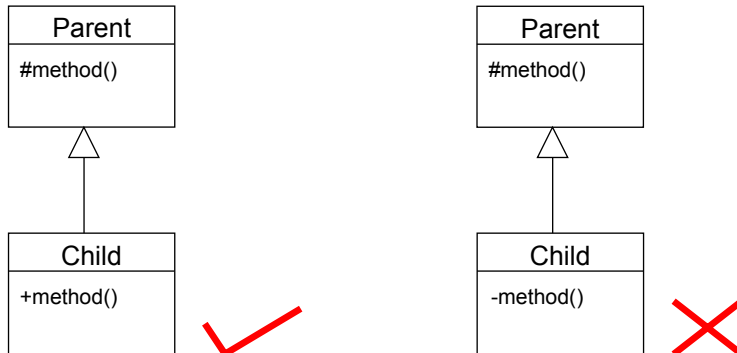 Parent
#method()
Child
+method()
Parent
#method()
Child
-method()